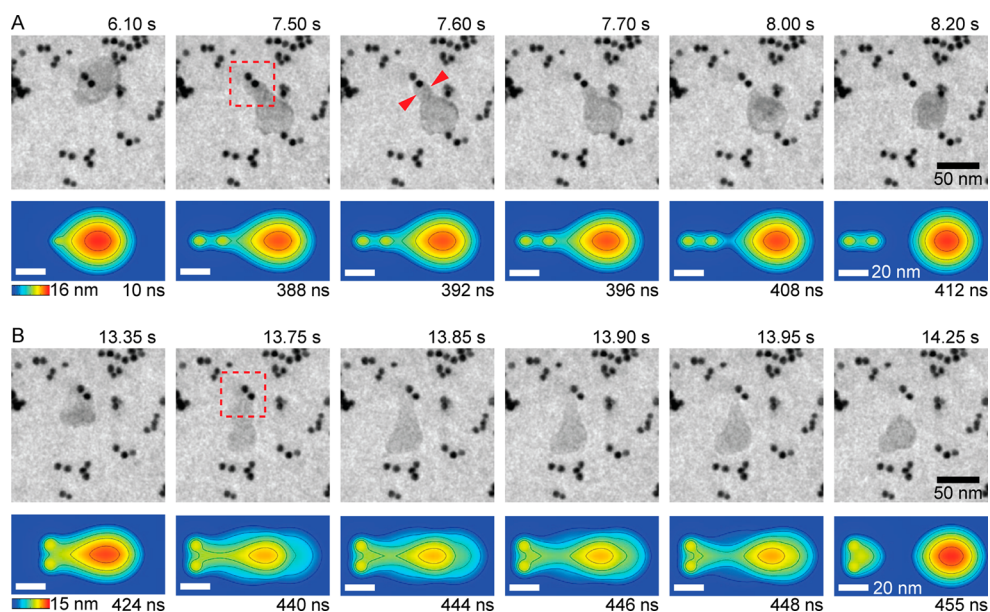 A 6.10 s 7.50 s 7.60 s 7.70 s 8.00 s 8.20 s
50 nm
20 nm
16 nm 10 ns 388 ns 392 ns 396 ns 408 ns 412 ns
B 13.35 s 13.75 s 13.85 s 13.90 s 13.95 s 14.25 s
50 nm
20 nm
15 nm 424 ns 440 ns 444 ns 446 ns 448 ns 455 ns